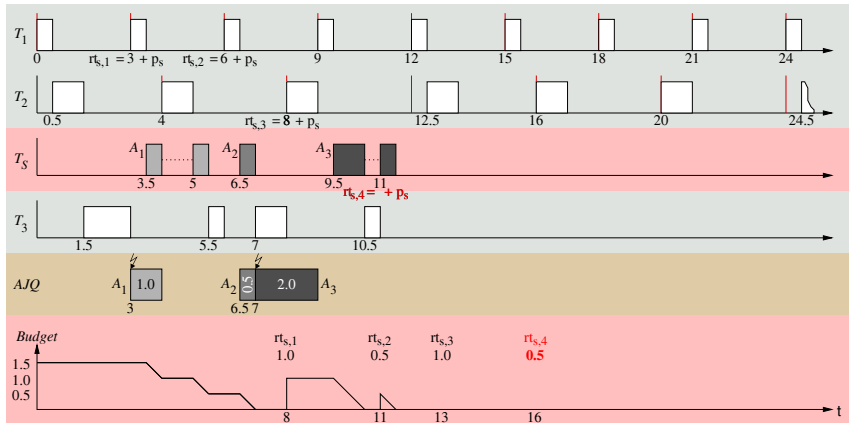 T1
0 rts,1 = 3 + ps rts,2 = 6 + ps 9 12 15 18 21 24
T2
0.5 4 rts,3 = 8 + ps 12.5 16 20 24.5
TS A1 A2 A3
3.5 5 6.5 9.5 11
rts,4 = + ps
T3
1.5 5.5 7 10.5
AJQ A1 1.0 A2 0.5 2.0 A3
3 6.5 7
Budget rts,1 rts,2 rts,3 rts,4
1.0 0.5 1.0 0.5
1.5
1.0
0.5
8 11 13 16 t